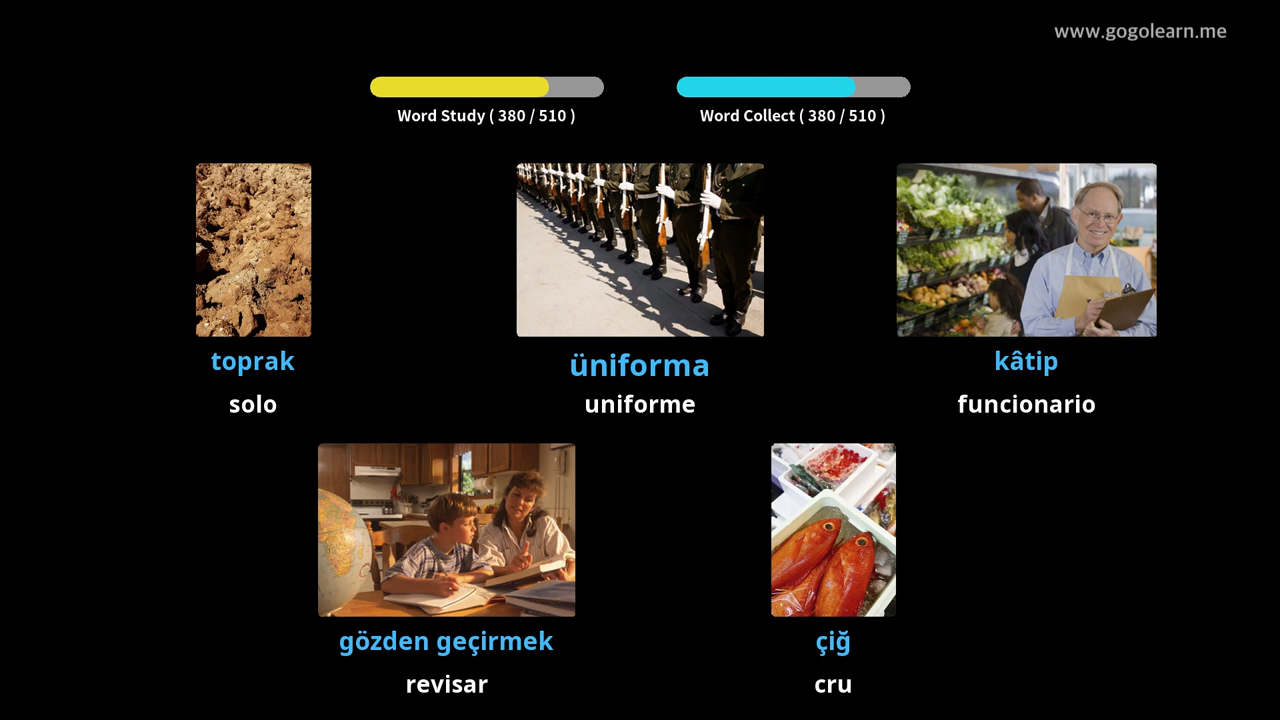 www.gogolearn.me
Word Study ( 380 / 510 )
Word Collect ( 380 / 510 )
toprak
solo
üniforma
uniforme
kâtip
funcionario
gözden geçirmek
revisar
çiğ
cru